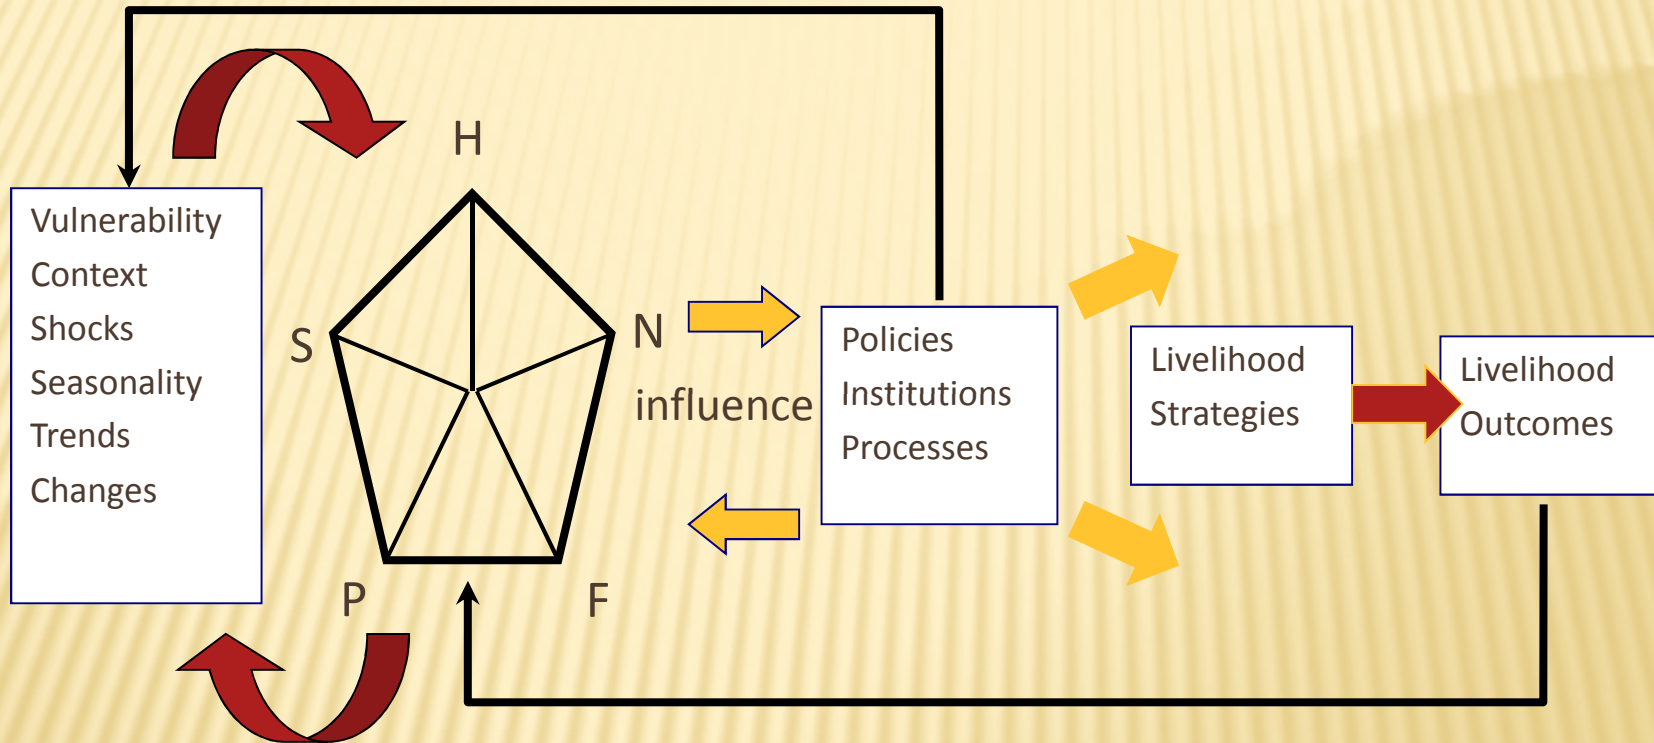 Vulnerability
Context
Shocks
Seasonality
Trends
Changes
H
S
N
P
F
influence
Policies
Institutions
Processes
Livelihood
Strategies
Livelihood
Outcomes